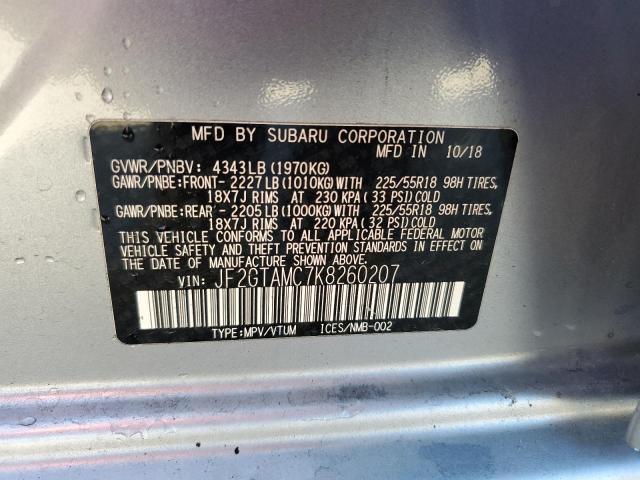 MFD BY SUBARU CORPORATION
MFD IN 10/18
GVWR/PNBV: 4343LB(1970KG)
GAWR/PNBE:FRONT- 2227LB(1010KG)WITH 225/55R18 98H TIRES,
18X7J RIMS AT 230 KPA(33 PSI)COLD
GAWR/PNBE:REAR - 2205LB(1000KG)WITH 225/55R18 98H TIRES,
18X7J RIMS AT 220 KPA(32 PSI)COLD
THIS VEHICLE CONFORMS TO ALL APPLICABLE FEDERAL MOTOR
VEHICLE SAFETY AND THEFT PREVENTION STANDARDS IN EFFECT ON
THE DATE OF MANUFACTURE SHOWN ABOVE.
VIN: JF2GTAMC7K8260207
TYPE:MPV/VTUM ICES/NMB-002